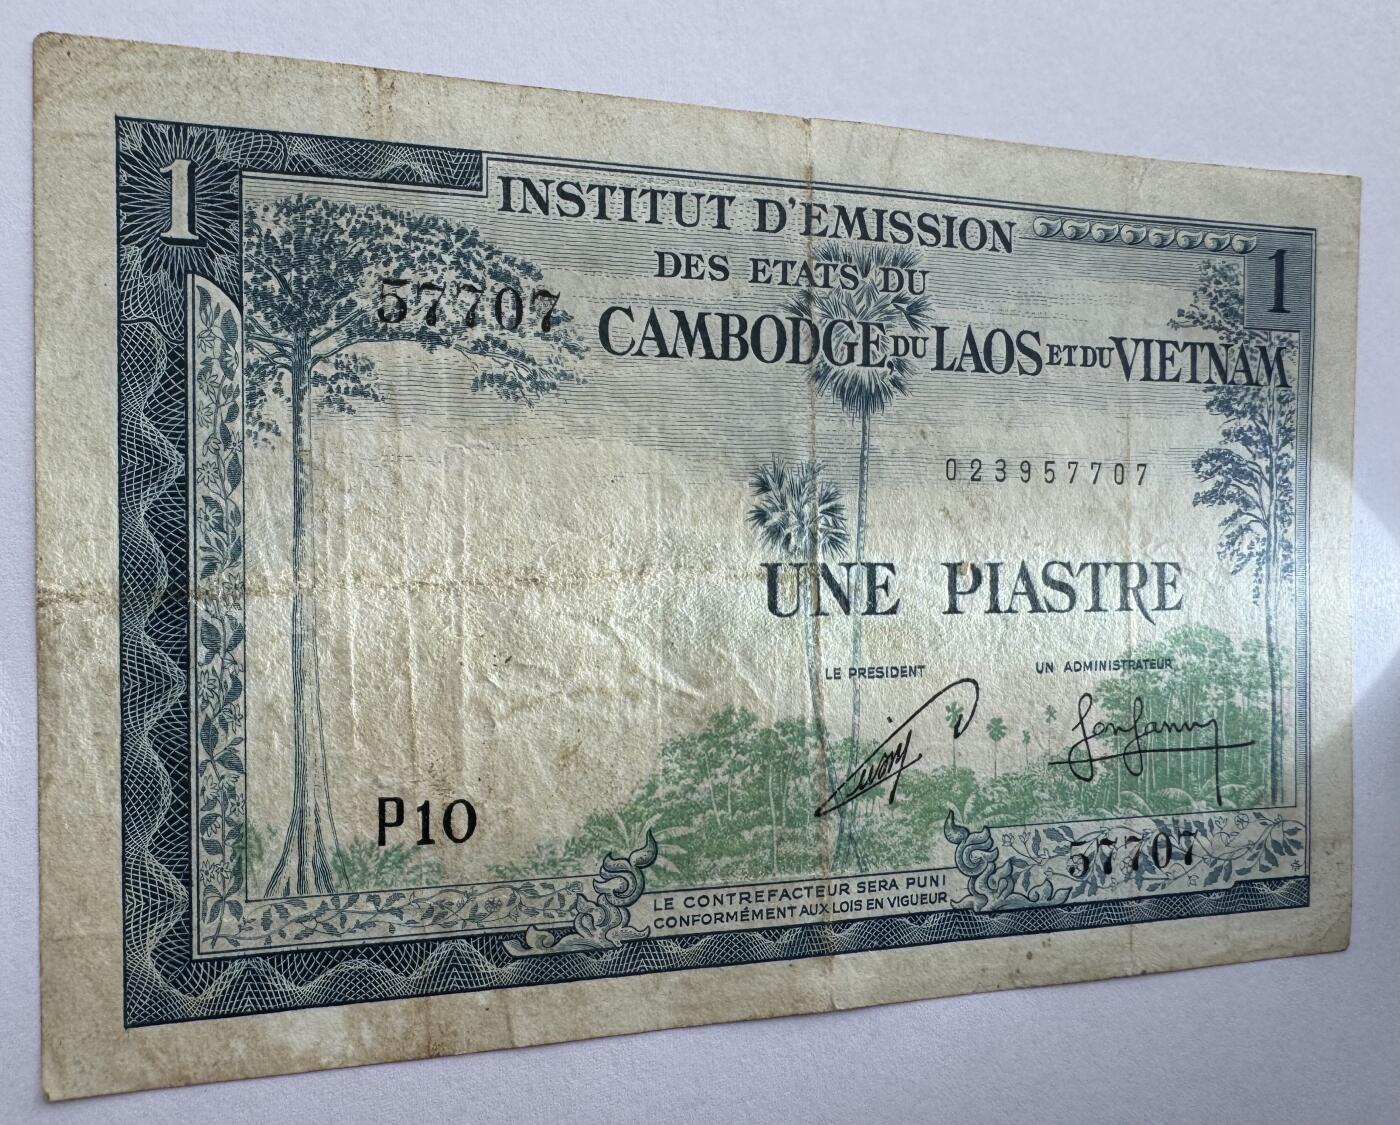 1
INSTITUT D'EMISSION
1
DES ETATS DU
57707
CAMBODGE, DU LAOS ET DU VIETNAM
023957707
UNE PIASTRE
LE PRESIDENT
UN ADMINISTRATEUR
P10
57707
LE CONTREFACTEUR SERA PUNI
CONFORMÉMENT AUX LOIS EN VIGUEUR